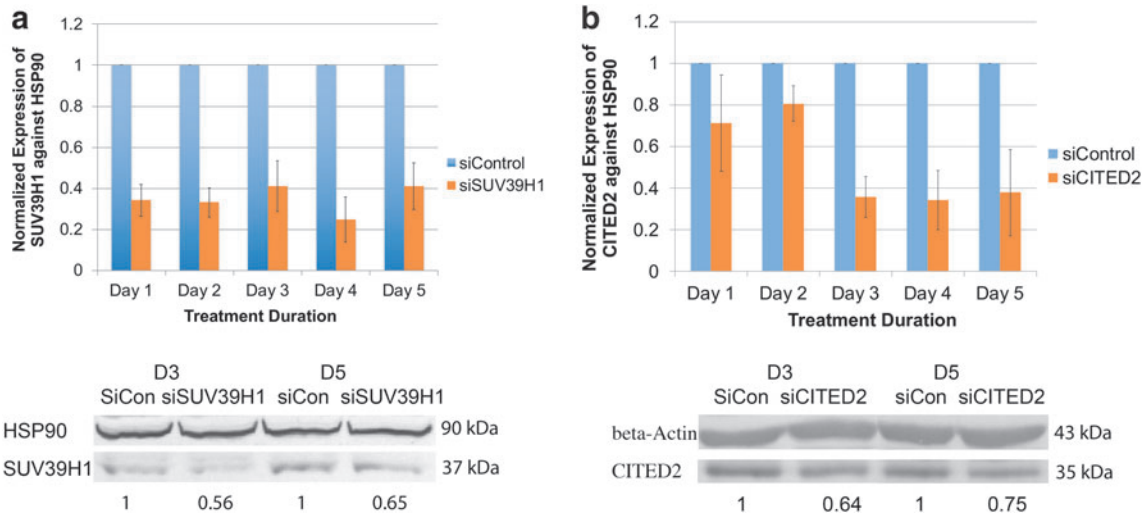 a
Normalized Expression of
SUV39H1 against HSP90
1.2
1
0.8
0.6
0.4
0.2
0
Day 1 Day 2 Day 3 Day 4 Day 5
Treatment Duration
siControl
siSUV39H1
D3 D5
SiCon siSUV39H1 siCon siSUV39H1
HSP90 90 kDa
SUV39H1 37 kDa
1 0.56 1 0.65
b
Normalized Expression of
CITED2 against HSP90
1.2
1
0.8
0.6
0.4
0.2
0
Day 1 Day 2 Day 3 Day 4 Day 5
Treatment Duration
siControl
siCITED2
D3 D5
SiCon siCITED2 siCon siCITED2
beta-Actin 43 kDa
CITED2 35 kDa
1 0.64 1 0.75